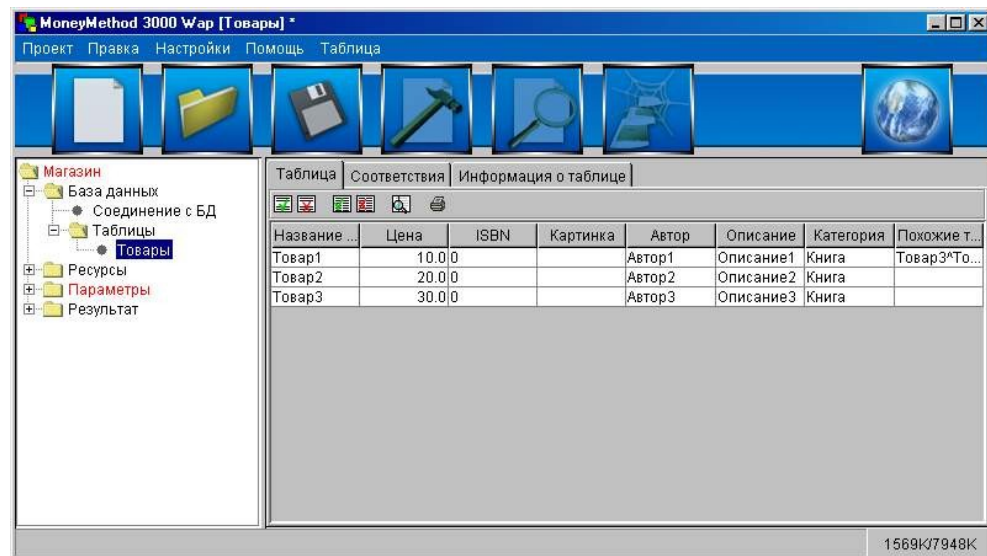 MoneyMethod 3000 Wap [Товары] *
Проект Правка Настройки Помощь Таблица
Магазин
База данных
Соединение с БД
Таблицы
Товары
Ресурсы
Параметры
Результат
Таблица Соответствия Информация о таблице
Название ... Цена ISBN Картинка Автор Описание Категория Похожие т...
Товар1 10.0 0 Автор1 Описание1 Книга Товар3^То...
Товар2 20.0 0 Автор2 Описание2 Книга
Товар3 30.0 0 Автор3 Описание3 Книга
1569K/7948K